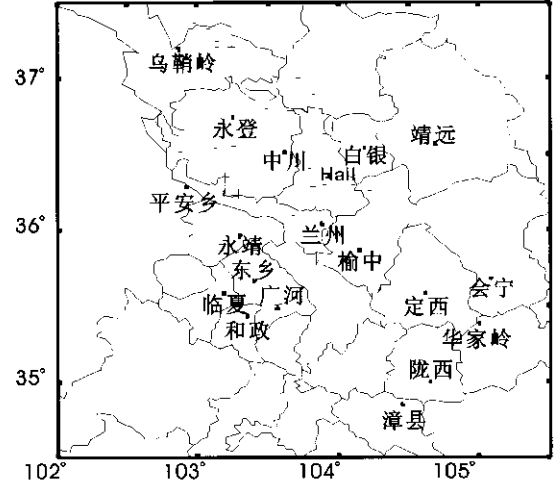 37°
乌鞘岭
永登
靖远
中川
白银
Hail
平安乡
36°
兰州
永靖
榆中
东乡
会宁
广河
临夏
定西
和政
华家岭
35°
陇西
漳县
102°
103°
104°
105°